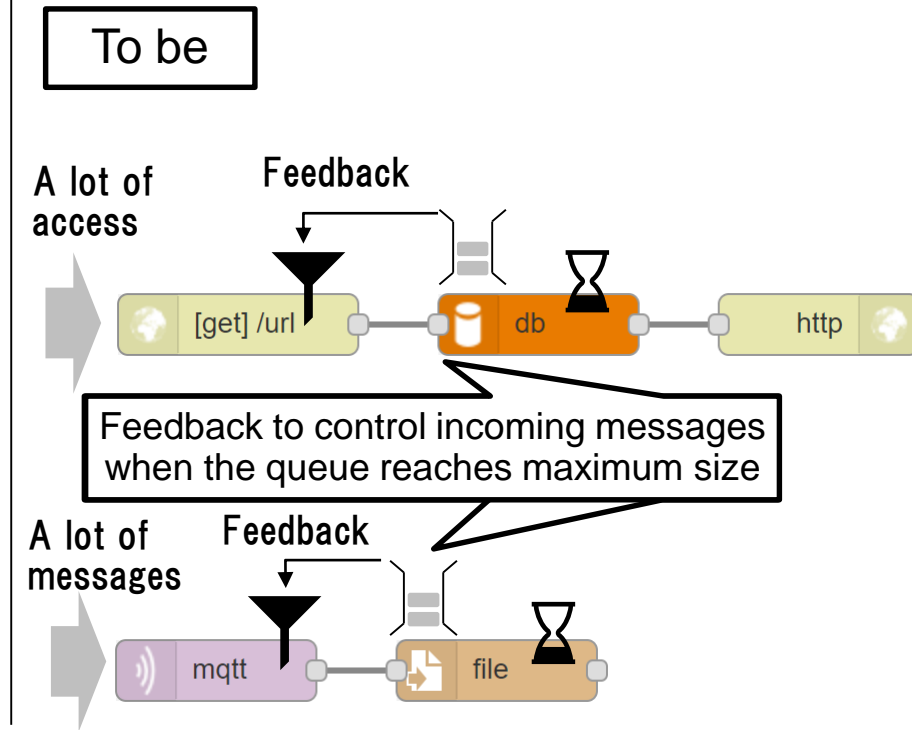 To be
A lot of
access
Feedback
[get] /url
db
http
Feedback to control incoming messages
when the queue reaches maximum size
A lot of
messages
Feedback
mqtt
file